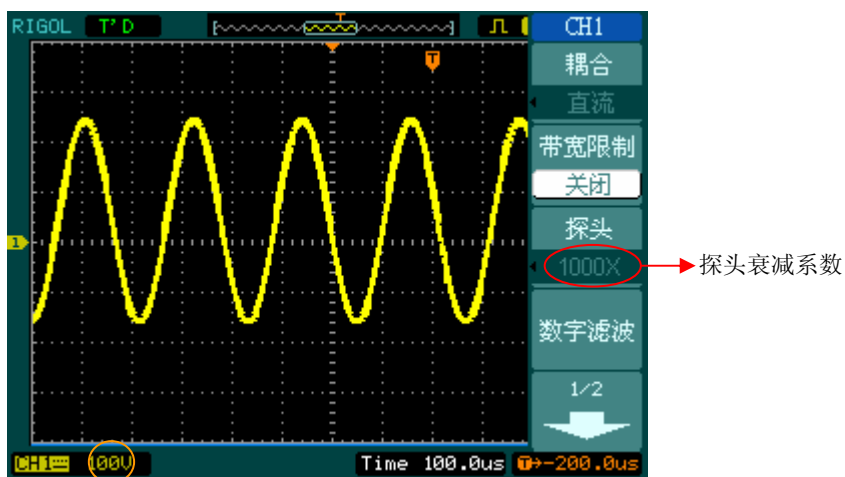 RIGOL T'D CH1
T
T
耦合
直流
带宽限制
关闭
1
探头
1000X
探头衰减系数
数字滤波
1/2
CH1 100V Time 100.0us T→-200.0us